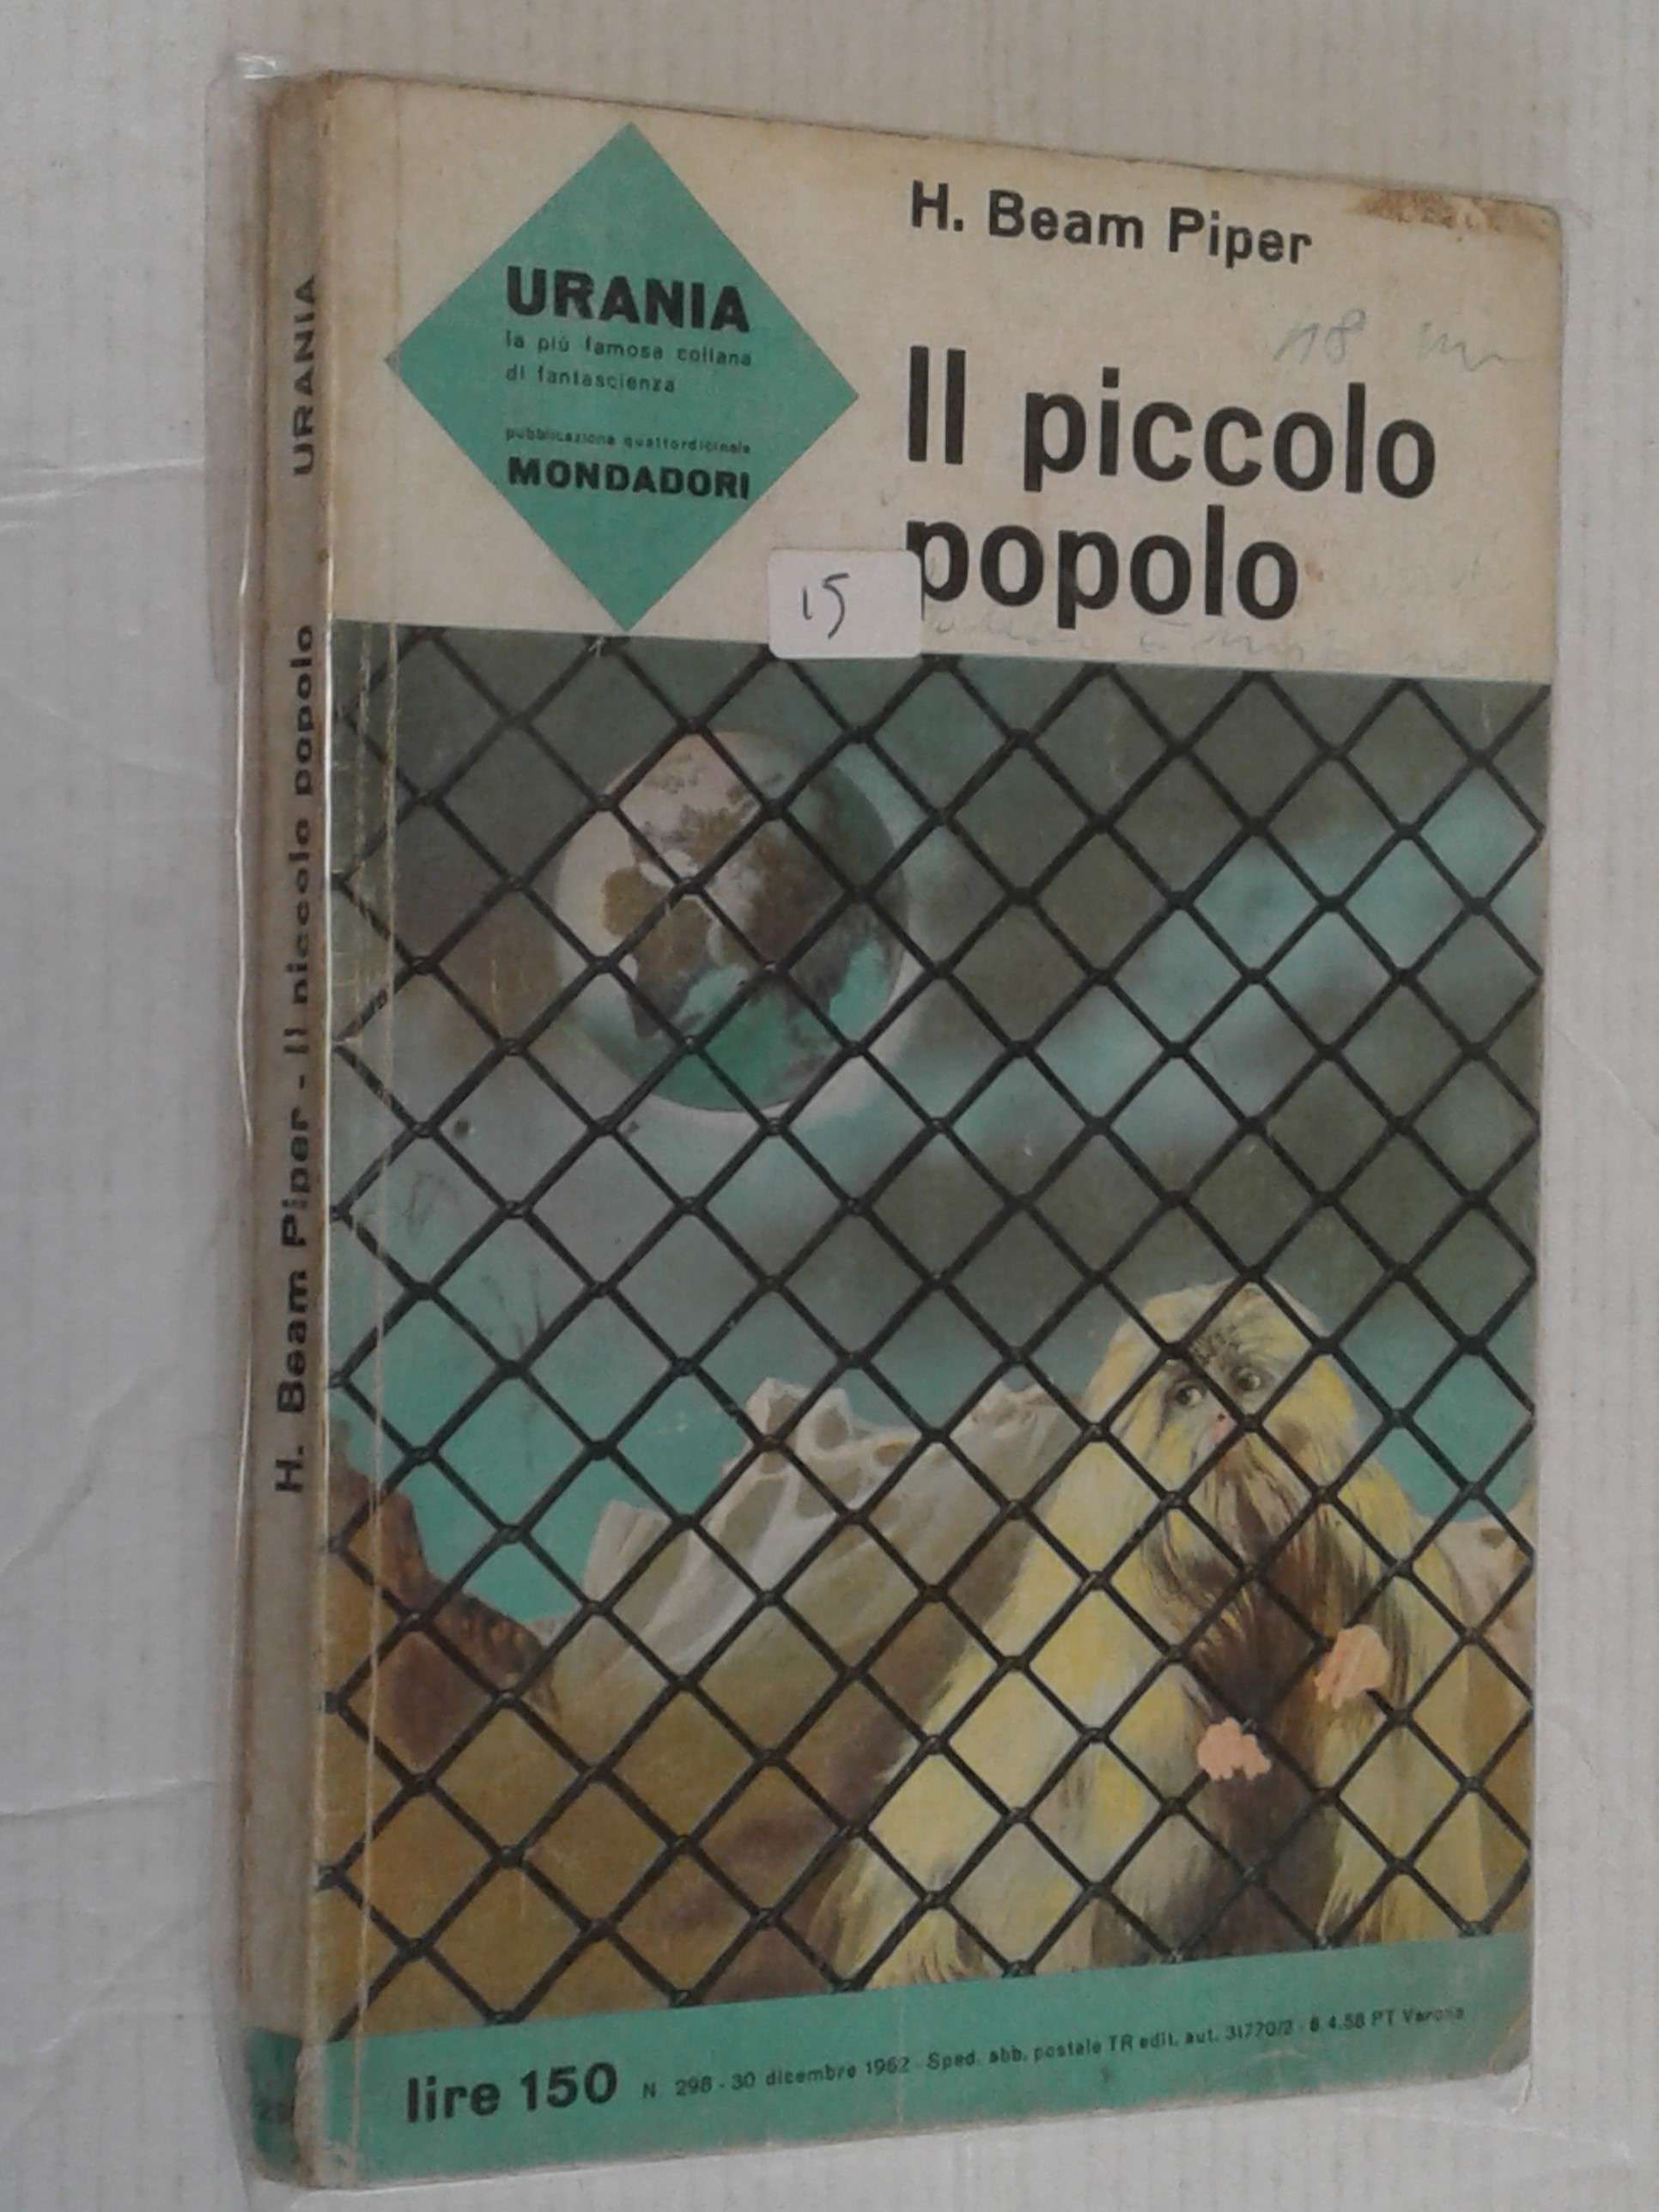 URANIA
la più famosa collana
di fantascienza
pubblicazione quattordicinale
MONDADORI
H. Beam Piper
18
Il piccolo
popolo
15
lire 150 N 298 - 30 dicembre 1962 Sped. abb. postale TR edit. aut. 31770/2 - 8.4.58 PT Verona
H. Beam Piper - Il piccolo popolo URANIA